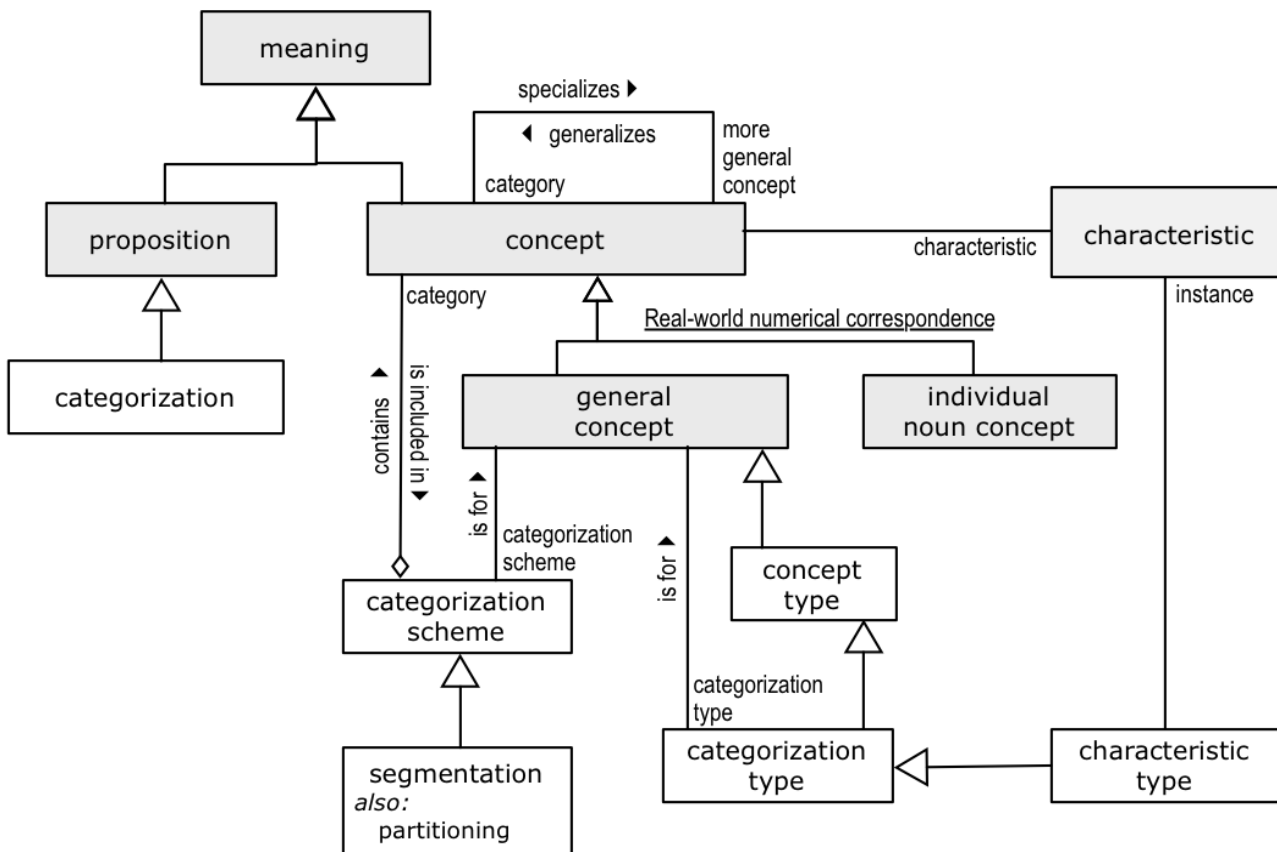 meaning
specializes ►
◄ generalizes
more
general
concept
category
proposition
concept
characteristic
characteristic
category
instance
Real-world numerical correspondence
categorization
contains ►
is included in ►
general
concept
individual
noun concept
is for ►
categorization
scheme
is for ►
concept
type
categorization
scheme
categorization
type
segmentation
also:
partitioning
categorization
type
characteristic
type